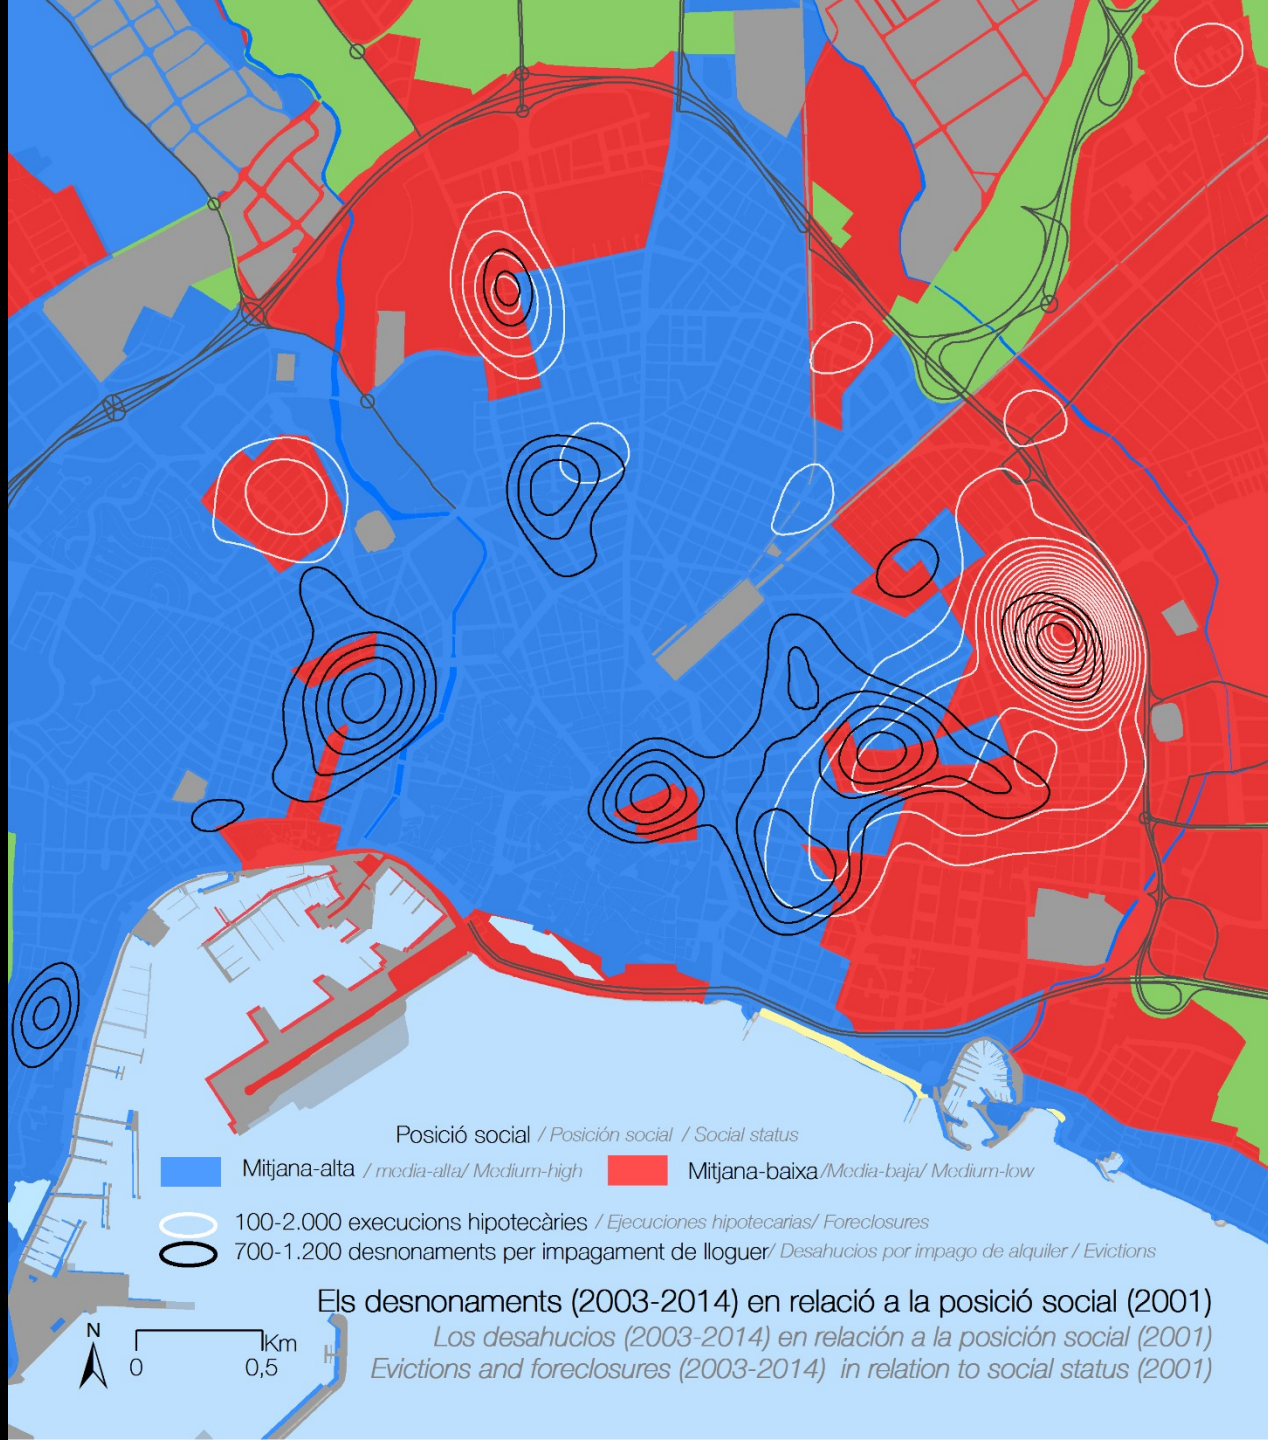 Posició social / Posición social / Social status
Mitjana-alta / media-alta/ Medium-high Mitjana-baixa/Media-baja/ Medium-low
100-2.000 execucions hipotecàries / Ejecuciones hipotecarias/ Foreclosures
700-1.200 desnonaments per impagament de lloguer/ Desahucios por impago de alquiler / Evictions
Els desnonaments (2003-2014) en relació a la posició social (2001)
Los desahucios (2003-2014) en relación a la posición social (2001)
Evictions and foreclosures (2003-2014) in relation to social status (2001)
N
Km
0 0,5